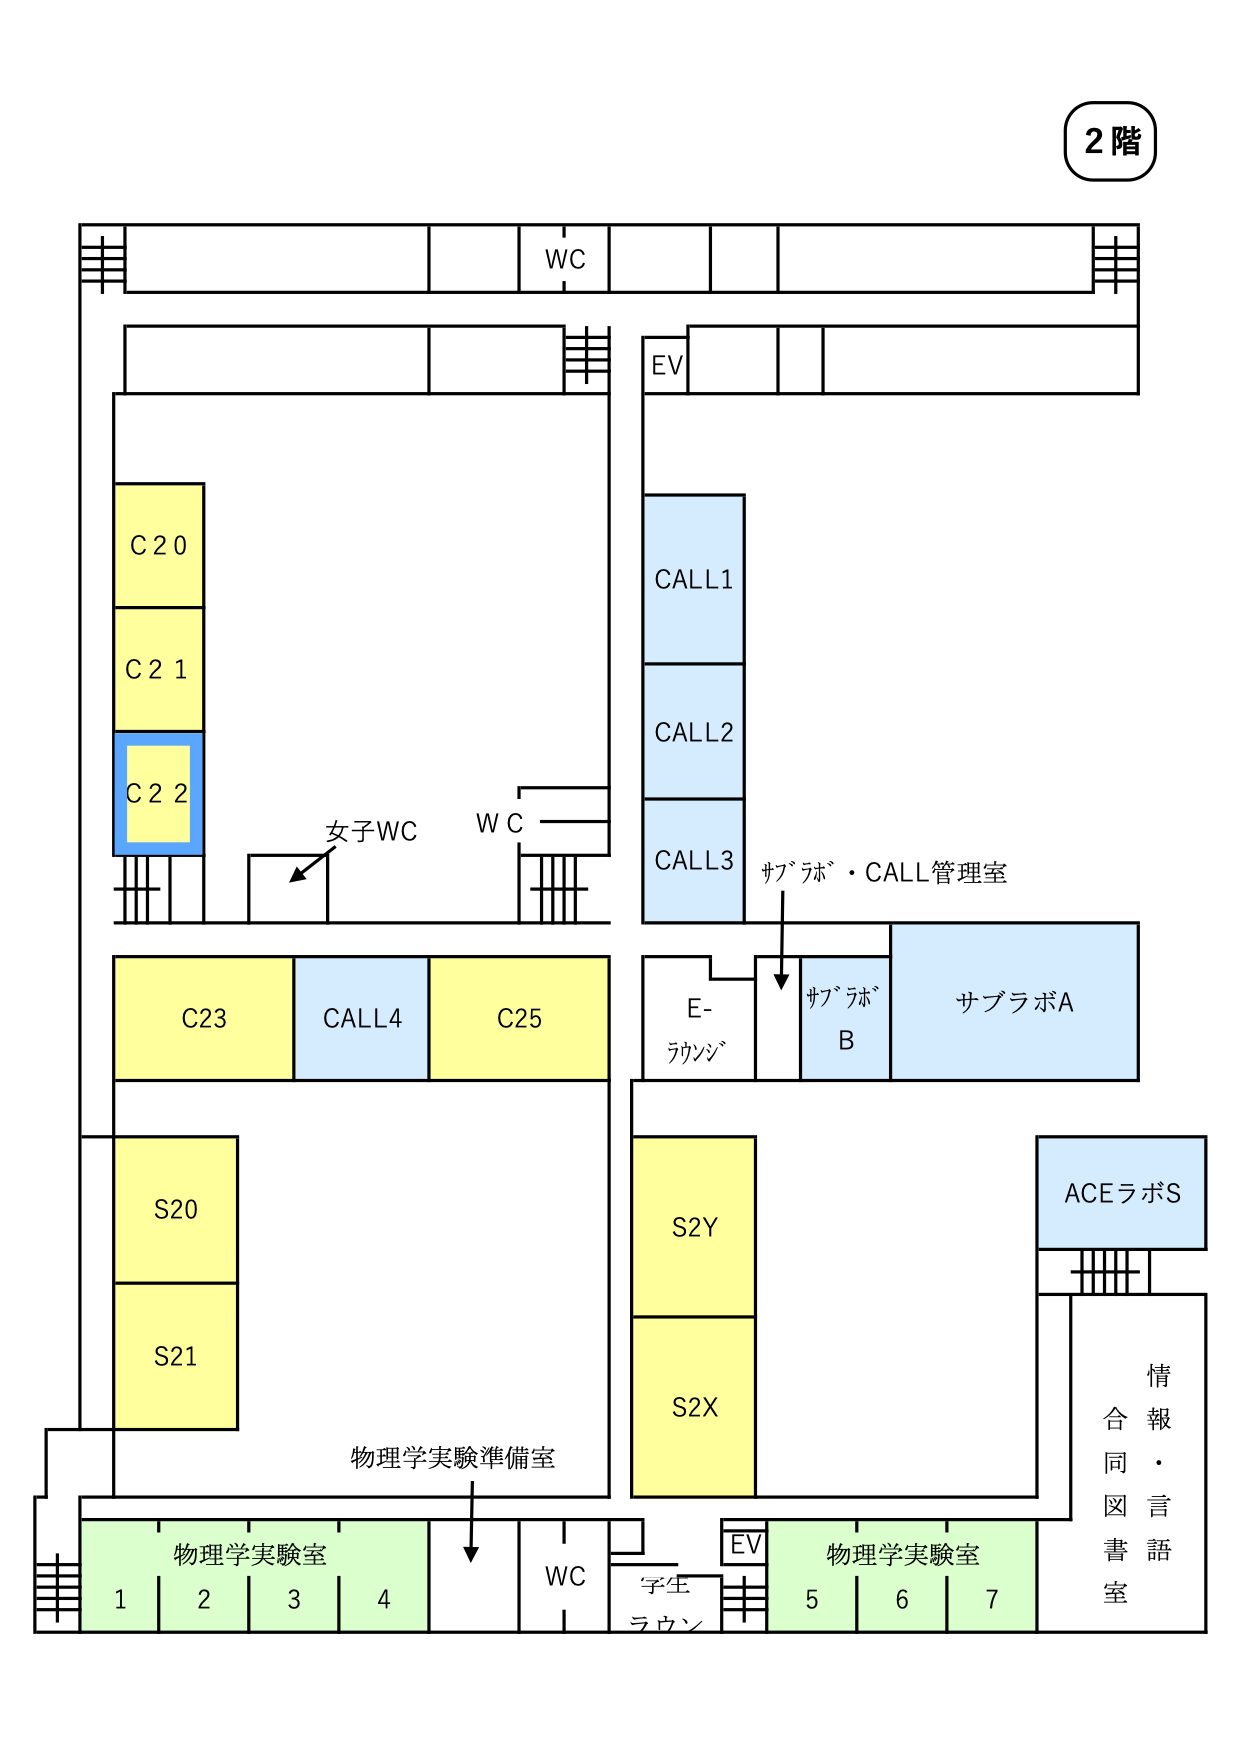 2階
WC
EV
C20
CALL1
C21
CALL2
C22
女子WC
WC
CALL3
ｻﾌﾞﾗﾎﾞ・CALL管理室
C23
CALL4
C25
E-
ﾗｳﾝｼﾞ
ｻﾌﾞﾗﾎﾞ
B
サブラボA
S20
S2Y
ACEラボS
S21
S2X
情報・言語
合同図書室
物理学実験準備室
物理学実験室
1
2
3
4
WC
学生
ラウン
EV
物理学実験室
5
6
7